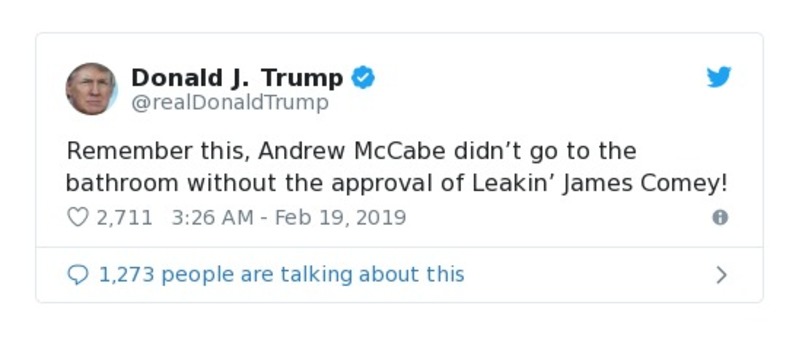 Donald J. Trump
@realDonaldTrump
Remember this, Andrew McCabe didn’t go to the
bathroom without the approval of Leakin’ James Comey!
2,711 3:26 AM - Feb 19, 2019
1,273 people are talking about this